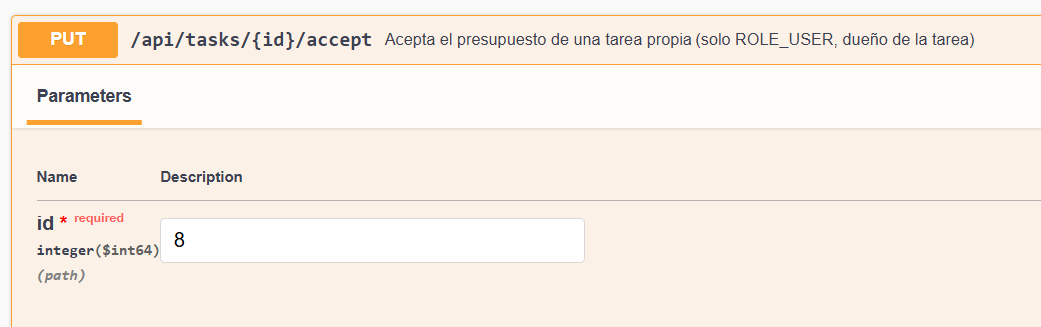 PUT /api/tasks/{id}/accept Acepta el presupuesto de una tarea propia (solo ROLE_USER, dueño de la tarea)
Parameters
Name Description
id * required
integer($int64)
(path)
8